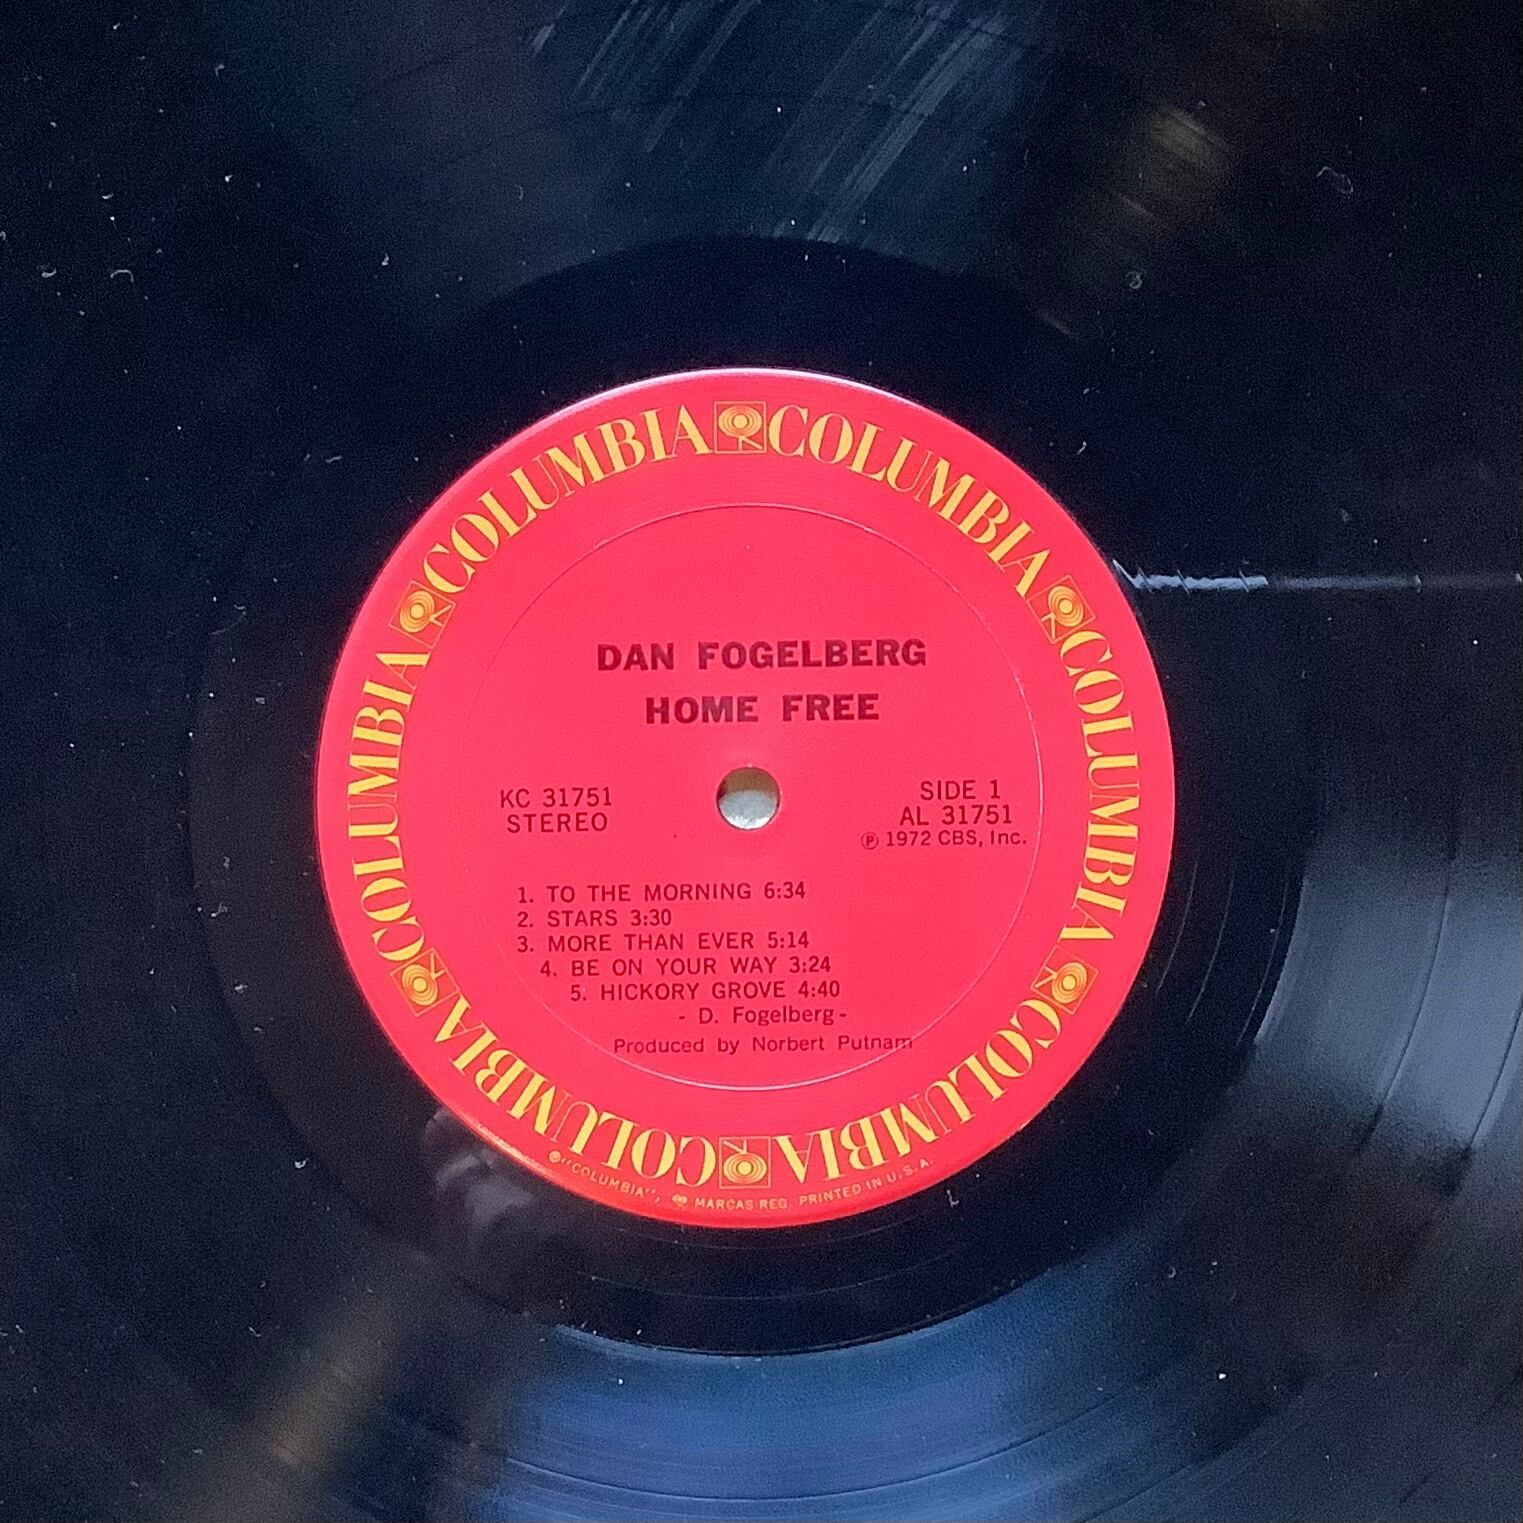 COLUMBIA COLUMBIA COLUMBIA COLUMBIA COLUMBIA COLUMBIA
DAN FOGELBERG
HOME FREE
KC 31751
STEREO
SIDE 1
AL 31751
Ⓟ 1972 CBS, Inc.
1. TO THE MORNING 6:34
2. STARS 3:30
3. MORE THAN EVER 5:14
4. BE ON YOUR WAY 3:24
5. HICKORY GROVE 4:40
- D. Fogelberg -
Produced by Norbert Putnam
® "COLUMBIA", MARCAS REG. PRINTED IN U.S.A.